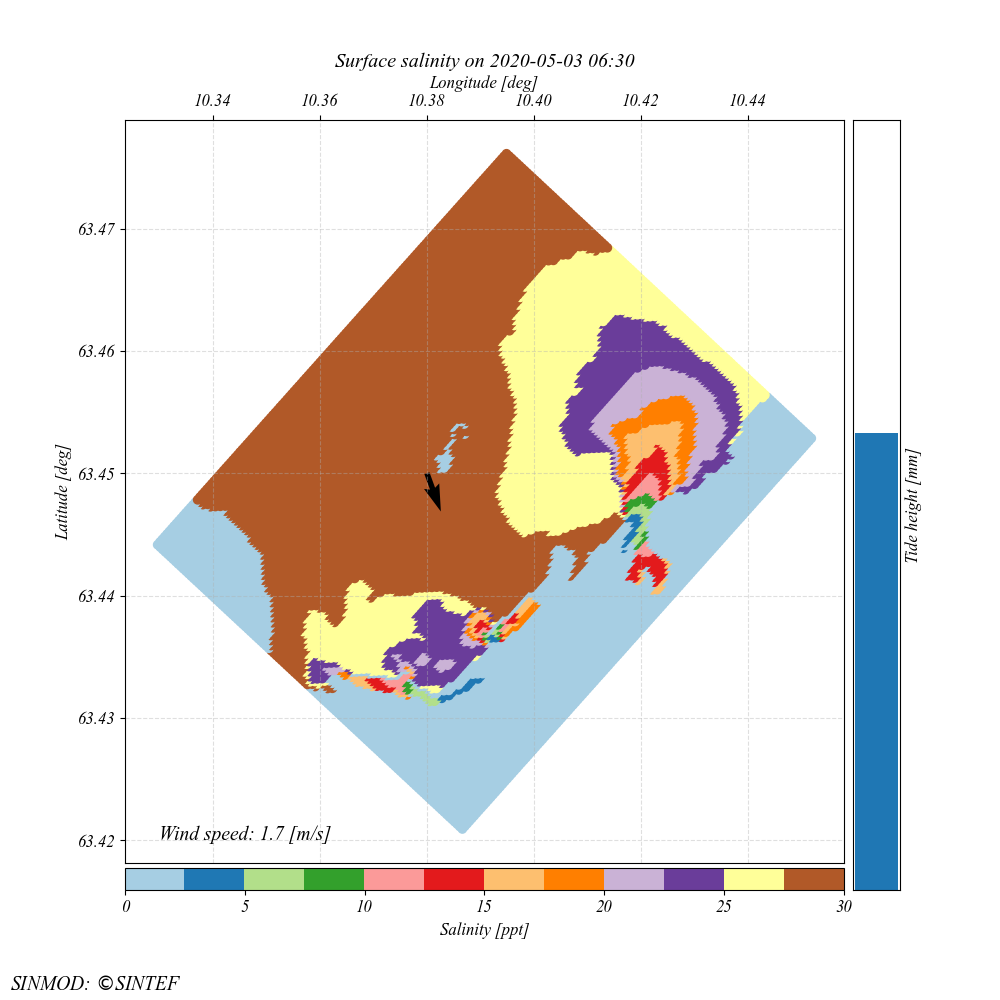 Surface salinity on 2020-05-03 06:30
Longitude [deg]
10.34 10.36 10.38 10.40 10.42 10.44
63.47
63.46
63.45
63.44
63.43
63.42
Latitude [deg]
Tide height [mm]
Wind speed: 1.7 [m/s]
0 5 10 15 20 25 30
Salinity [ppt]
SINMOD: ©SINTEF